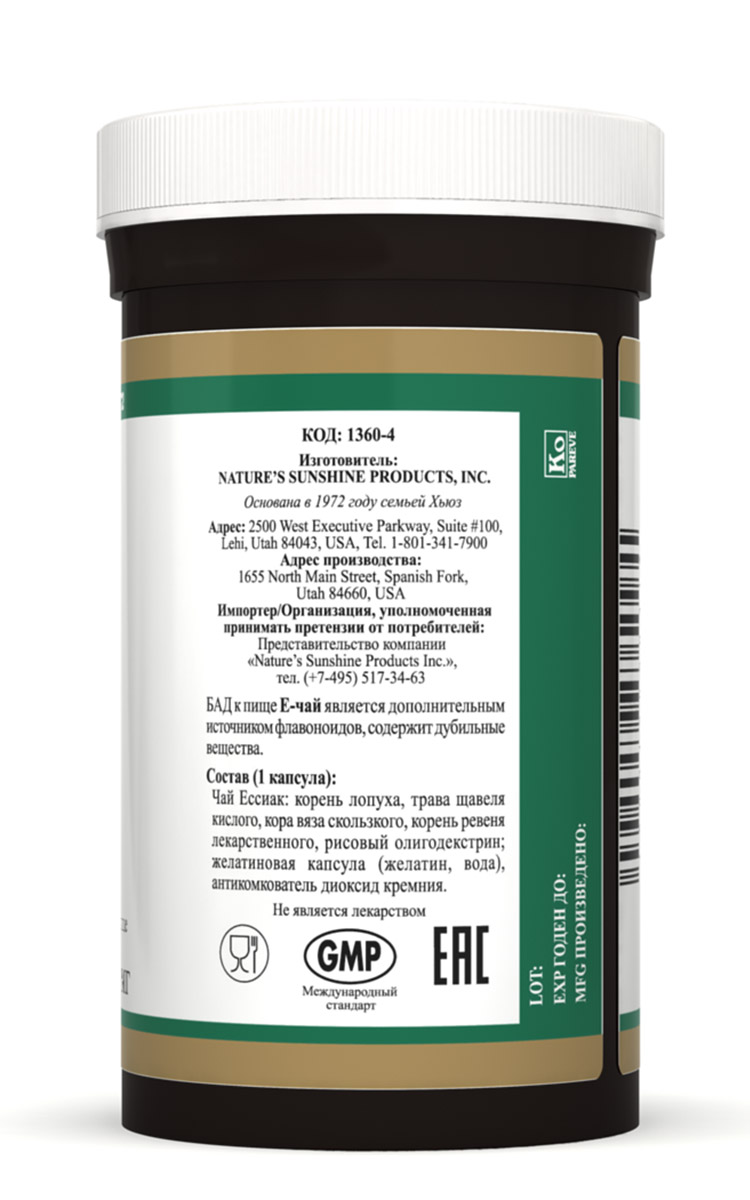 КОД: 1360-4
Изготовитель:
NATURE'S SUNSHINE PRODUCTS, INC.
Основана в 1972 году семьей Хьюз
Адрес: 2500 West Executive Parkway, Suite #100,
Lehi, Utah 84043, USA, Tel. 1-801-341-7900
Адрес производства:
1655 North Main Street, Spanish Fork,
Utah 84660, USA
Импортер/Организация, уполномоченная
принимать претензии от потребителей:
Представительство компании
«Nature's Sunshine Products Inc.»,
тел. (+7-495) 517-34-63
БАД к пище Е-чай является дополнительным
источником флавоноидов, содержит дубильные
вещества.
Состав (1 капсула):
Чай Ессиак: корень лопуха, трава щавеля
кислого, кора вяза скользкого, корень ревеня
лекарственного, рисовый олигодекстрин;
желатиновая капсула (желатин, вода),
антикомкователь диоксид кремния.
Не является лекарством
GMP
Международный
стандарт
EAC
KO
PAREVE
LOT:
EXP ГОДЕН ДО:
MFG ПРОИЗВЕДЕНО: